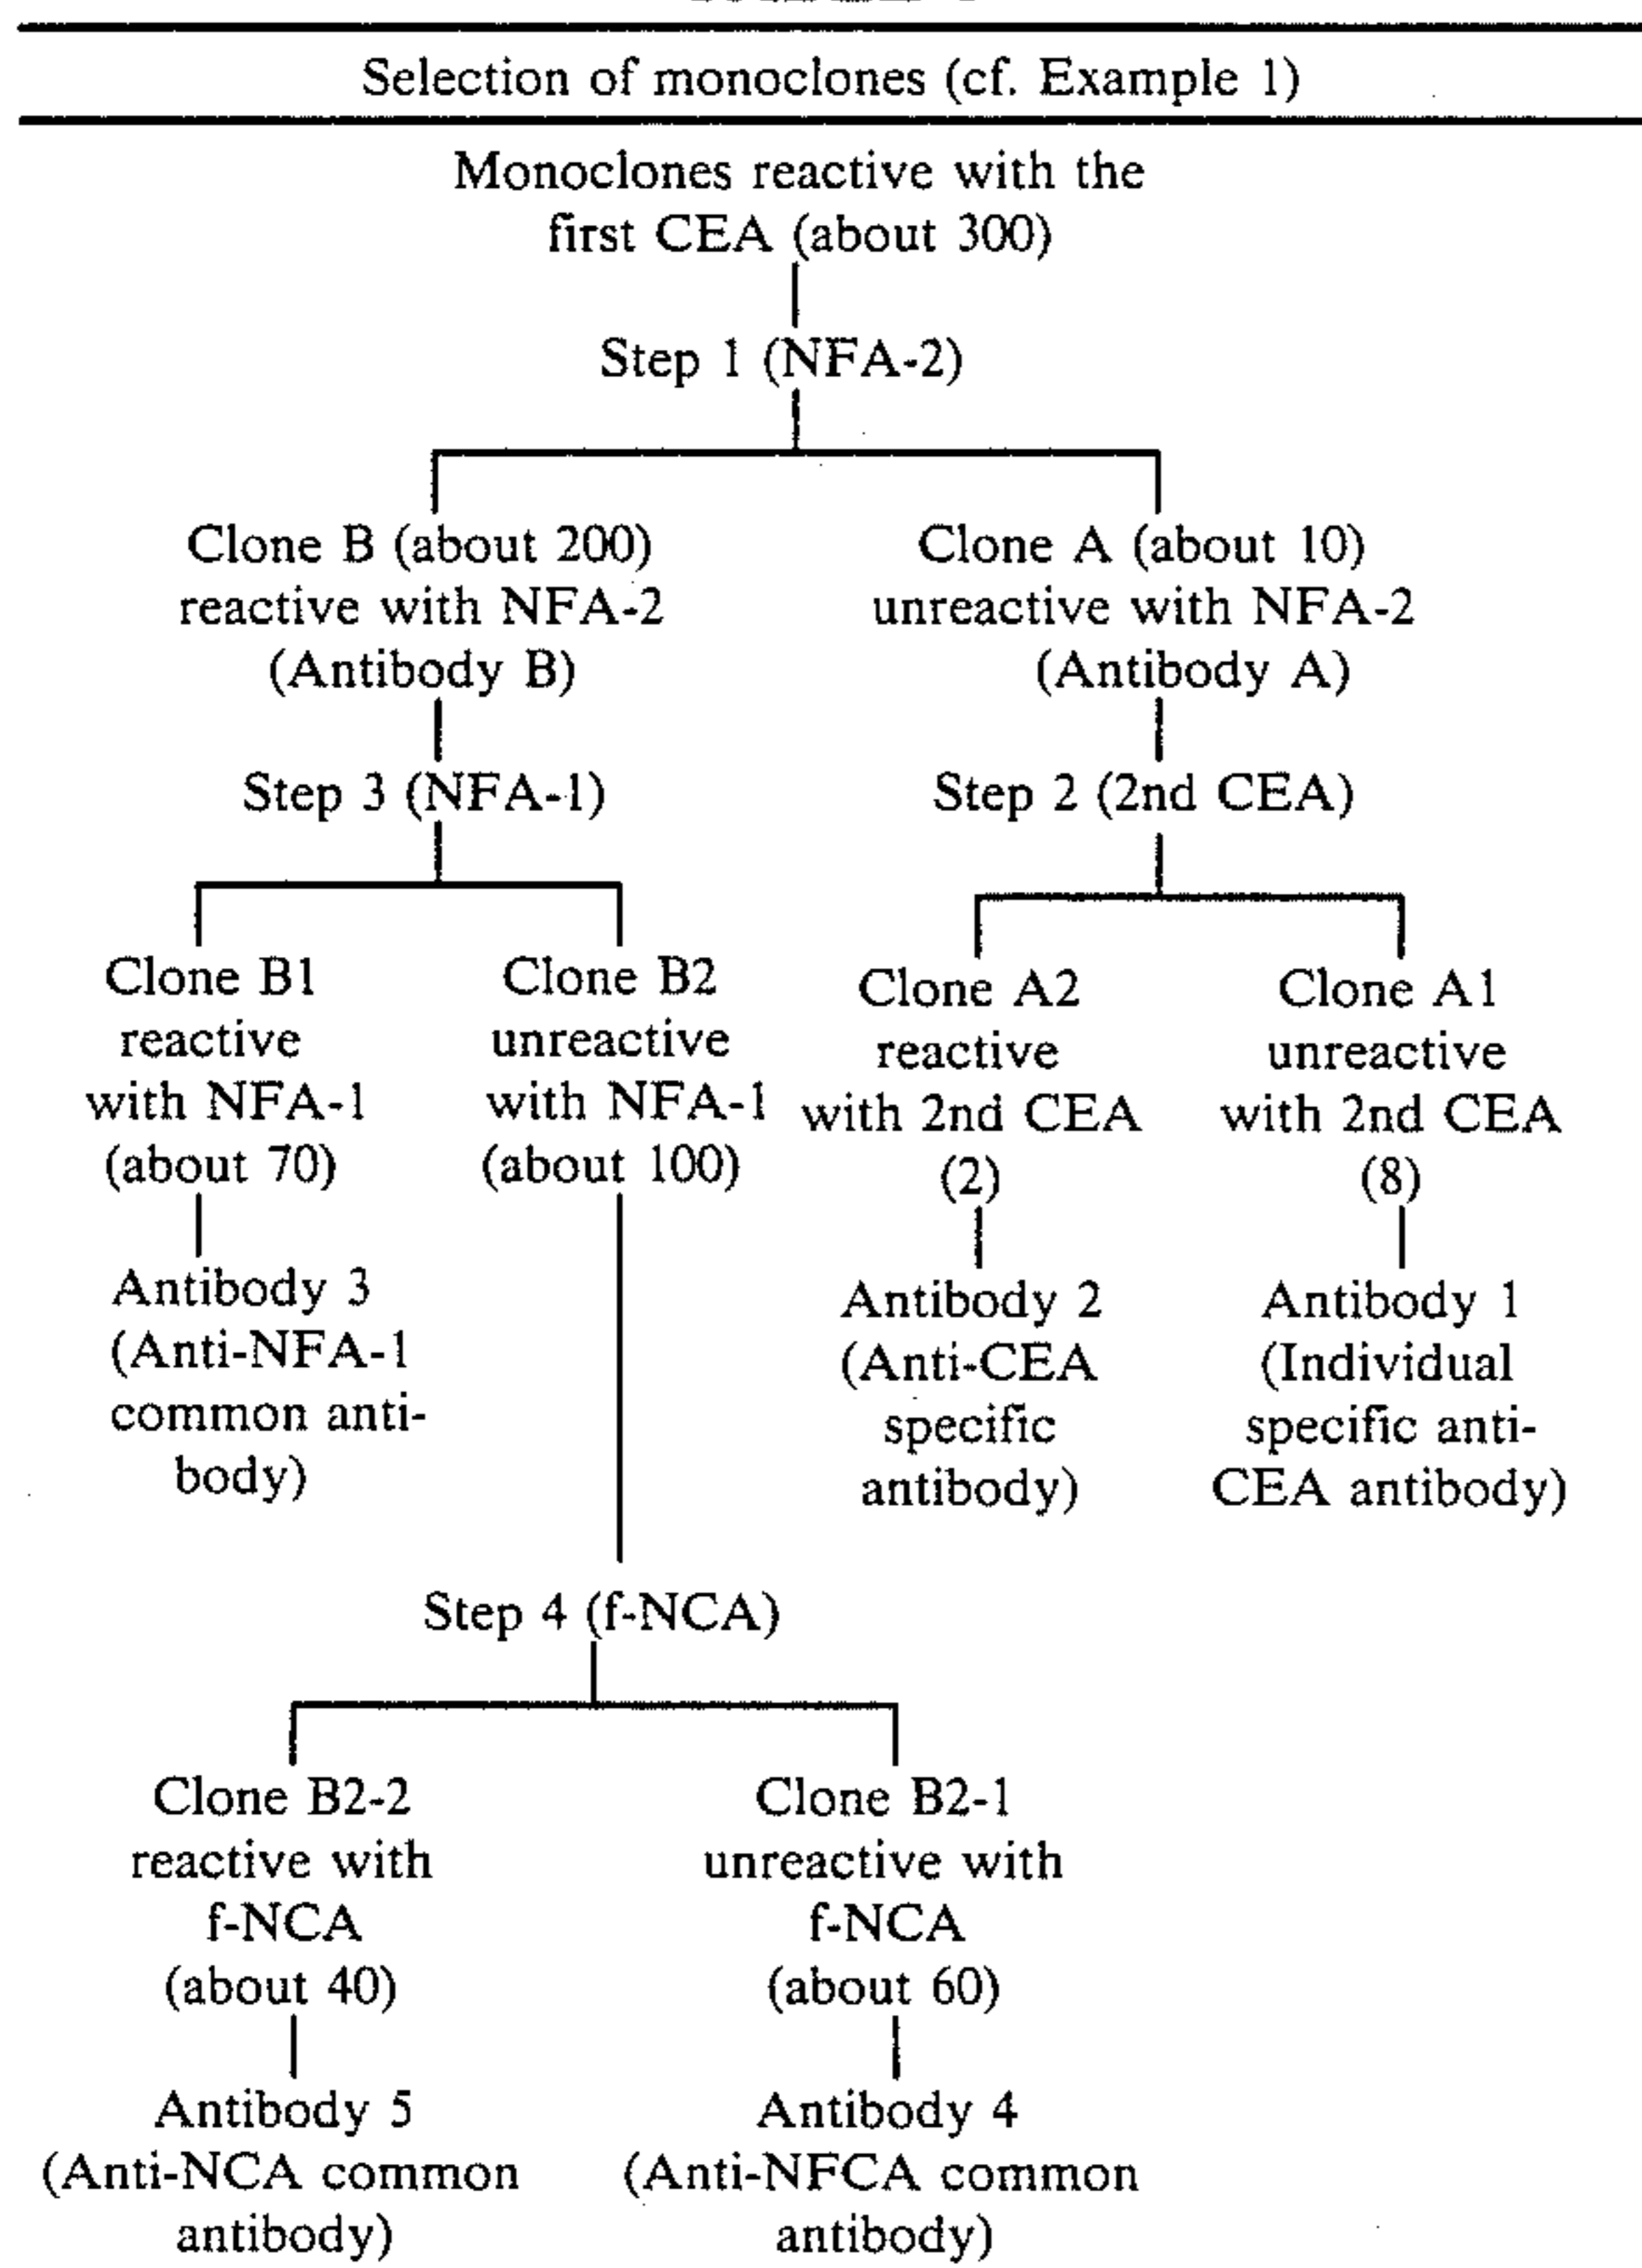 Selection of monoclones (cf. Example 1)
Monoclones reactive with the
first CEA (about 300)
Step 1 (NFA-2)
Clone B (about 200)
reactive with NFA-2
(Antibody B)
Clone A (about 10)
unreactive with NFA-2
(Antibody A)
Step 3 (NFA-1)
Step 2 (2nd CEA)
Clone B1
reactive
with NFA-1
(about 70)
Clone B2
unreactive
with NFA-1
(about 100)
Clone A2
reactive
with 2nd CEA
(2)
Clone A1
unreactive
with 2nd CEA
(8)
Antibody 3
(Anti-NFA-1
common anti-
body)
Antibody 2
(Anti-CEA
specific
antibody)
Antibody 1
(Individual
specific anti-
CEA antibody)
Step 4 (f-NCA)
Clone B2-2
reactive with
f-NCA
(about 40)
Clone B2-1
unreactive with
f-NCA
(about 60)
Antibody 5
(Anti-NCA common
antibody)
Antibody 4
(Anti-NFCA common
antibody)